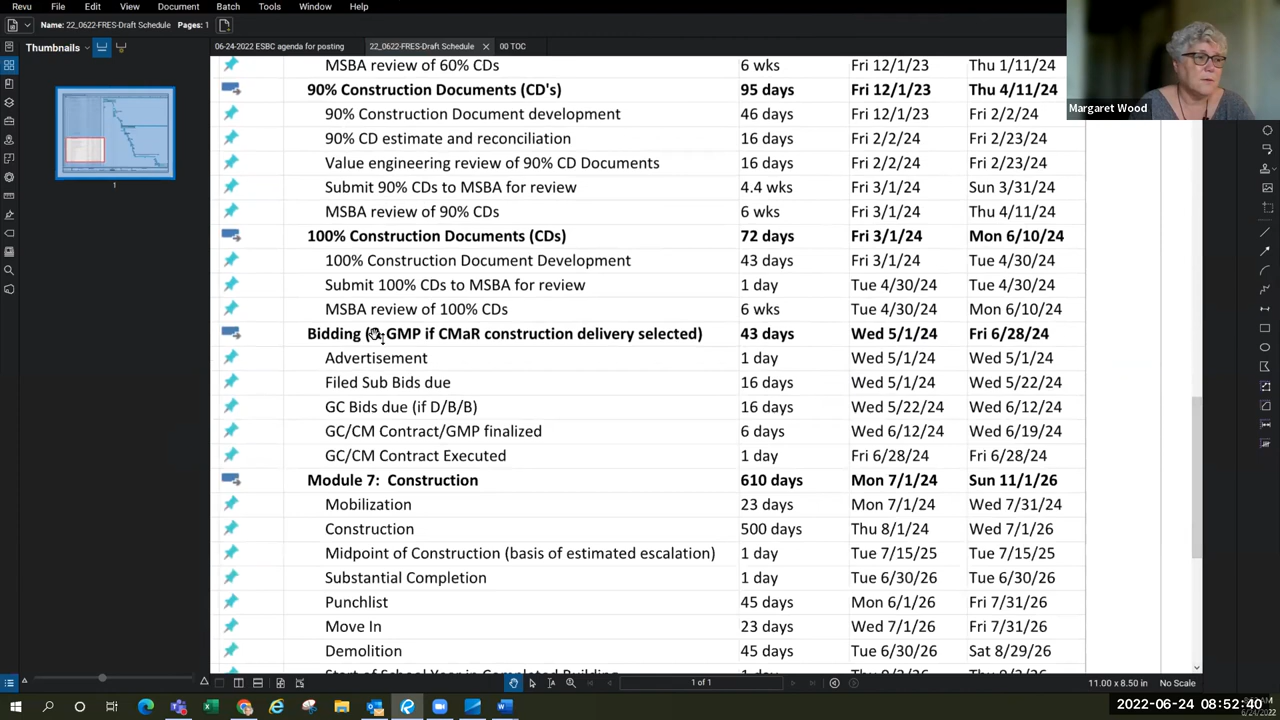 Revu File Edit View Document Batch Tools Window Help
Name: 22_0622-FRES-Draft Schedule Pages: 1
Thumbnails
06-24-2022 ESBC agenda for posting 22_0622-FRES-Draft Schedule 00 TOC
Margaret Wood
1
MSBA review of 60% CDs 6 wks Fri 12/1/23 Thu 1/11/24
90% Construction Documents (CD's) 95 days Fri 12/1/23 Thu 4/11/24
90% Construction Document development 46 days Fri 12/1/23 Fri 2/2/24
90% CD estimate and reconciliation 16 days Fri 2/2/24 Fri 2/23/24
Value engineering review of 90% CD Documents 16 days Fri 2/2/24 Fri 2/23/24
Submit 90% CDs to MSBA for review 4.4 wks Fri 3/1/24 Sun 3/31/24
MSBA review of 90% CDs 6 wks Fri 3/1/24 Thu 4/11/24
100% Construction Documents (CDs) 72 days Fri 3/1/24 Mon 6/10/24
100% Construction Document Development 43 days Fri 3/1/24 Tue 4/30/24
Submit 100% CDs to MSBA for review 1 day Tue 4/30/24 Tue 4/30/24
MSBA review of 100% CDs 6 wks Tue 4/30/24 Mon 6/10/24
Bidding ( GMP if CMaR construction delivery selected) 43 days Wed 5/1/24 Fri 6/28/24
Advertisement 1 day Wed 5/1/24 Wed 5/1/24
Filed Sub Bids due 16 days Wed 5/1/24 Wed 5/22/24
GC Bids due (if D/B/B) 16 days Wed 5/22/24 Wed 6/12/24
GC/CM Contract/GMP finalized 6 days Wed 6/12/24 Wed 6/19/24
GC/CM Contract Executed 1 day Fri 6/28/24 Fri 6/28/24
Module 7: Construction 610 days Mon 7/1/24 Sun 11/1/26
Mobilization 23 days Mon 7/1/24 Wed 7/31/24
Construction 500 days Thu 8/1/24 Wed 7/1/26
Midpoint of Construction (basis of estimated escalation) 1 day Tue 7/15/25 Tue 7/15/25
Substantial Completion 1 day Tue 6/30/26 Tue 6/30/26
Punchlist 45 days Mon 6/1/26 Fri 7/31/26
Move In 23 days Wed 7/1/26 Fri 7/31/26
Demolition 45 days Tue 6/30/26 Sat 8/29/26
1 of 1 11.00 x 8.50 in No Scale
2022-06-24 08:52:40